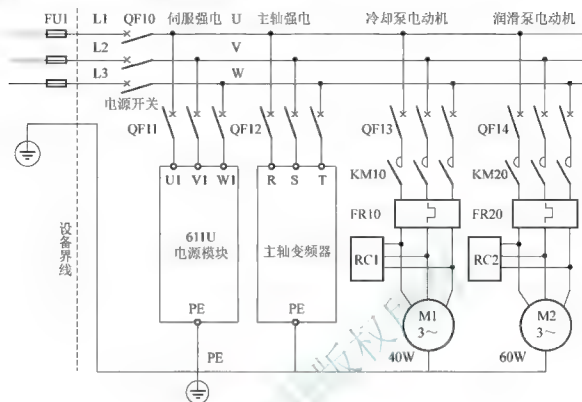 FU1 L1 QF10 伺服强电 U 主轴强电 冷却泵电动机 润滑泵电动机
L2 V
L3 W
电源开关
QF11 QF12 QF13 QF14
U1 V1 W1 R S T KM10 KM20
FR10 FR20
设备界线
611U
电源模块 主轴变频器 RC1 RC2
PE PE M1 M2
3~ 3~
PE 40W 60W
版权